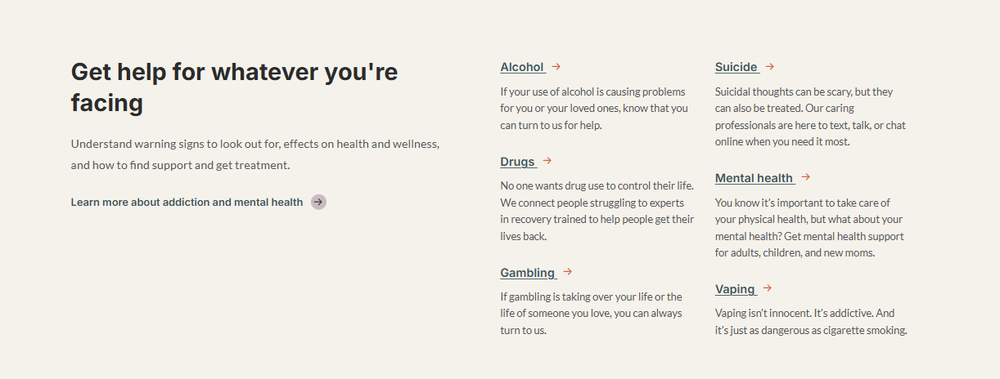 Get help for whatever you're
facing
Understand warning signs to look out for, effects on health and wellness,
and how to find support and get treatment.
Learn more about addiction and mental health
Alcohol
If your use of alcohol is causing problems
for you or your loved ones, know that you
can turn to us for help.
Drugs
No one wants drug use to control their life.
We connect people struggling to experts
in recovery trained to help people get their
lives back.
Gambling
If gambling is taking over your life or the
life of someone you love, you can always
turn to us.
Suicide
Suicidal thoughts can be scary, but they
can also be treated. Our caring
professionals are here to text, talk, or chat
online when you need it most.
Mental health
You know it’s important to take care of
your physical health, but what about your
mental health? Get mental health support
for adults, children, and new moms.
Vaping
Vaping isn’t innocent. It’s addictive. And
it’s just as dangerous as cigarette smoking.